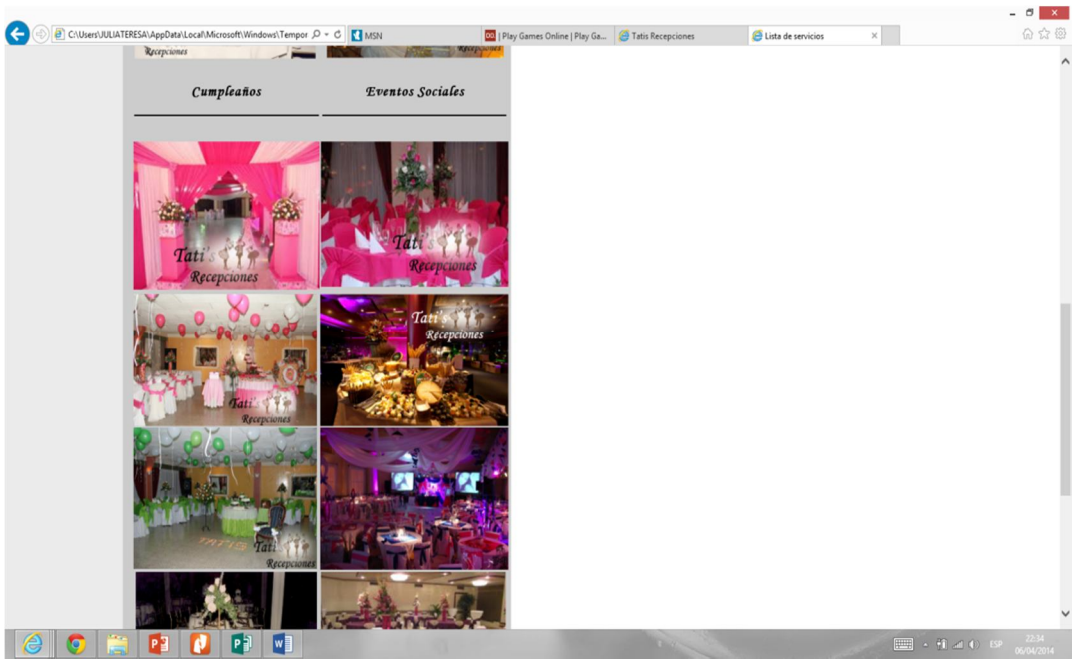 C:\Users\JULIATERESA\AppData\Local\Microsoft\Windows\Tempor
MSN
| Play Games Online | Play Ga...
Tatis Recepciones
Lista de servicios
Recepciones
Recepciones
Cumpleaños
Eventos Sociales
Tati's
Recepciones
Tati's
Recepciones
Tati's
Recepciones
Tati's
Recepciones
TATIS
Tati's
Recepciones
ESP
22:34
06/04/2014